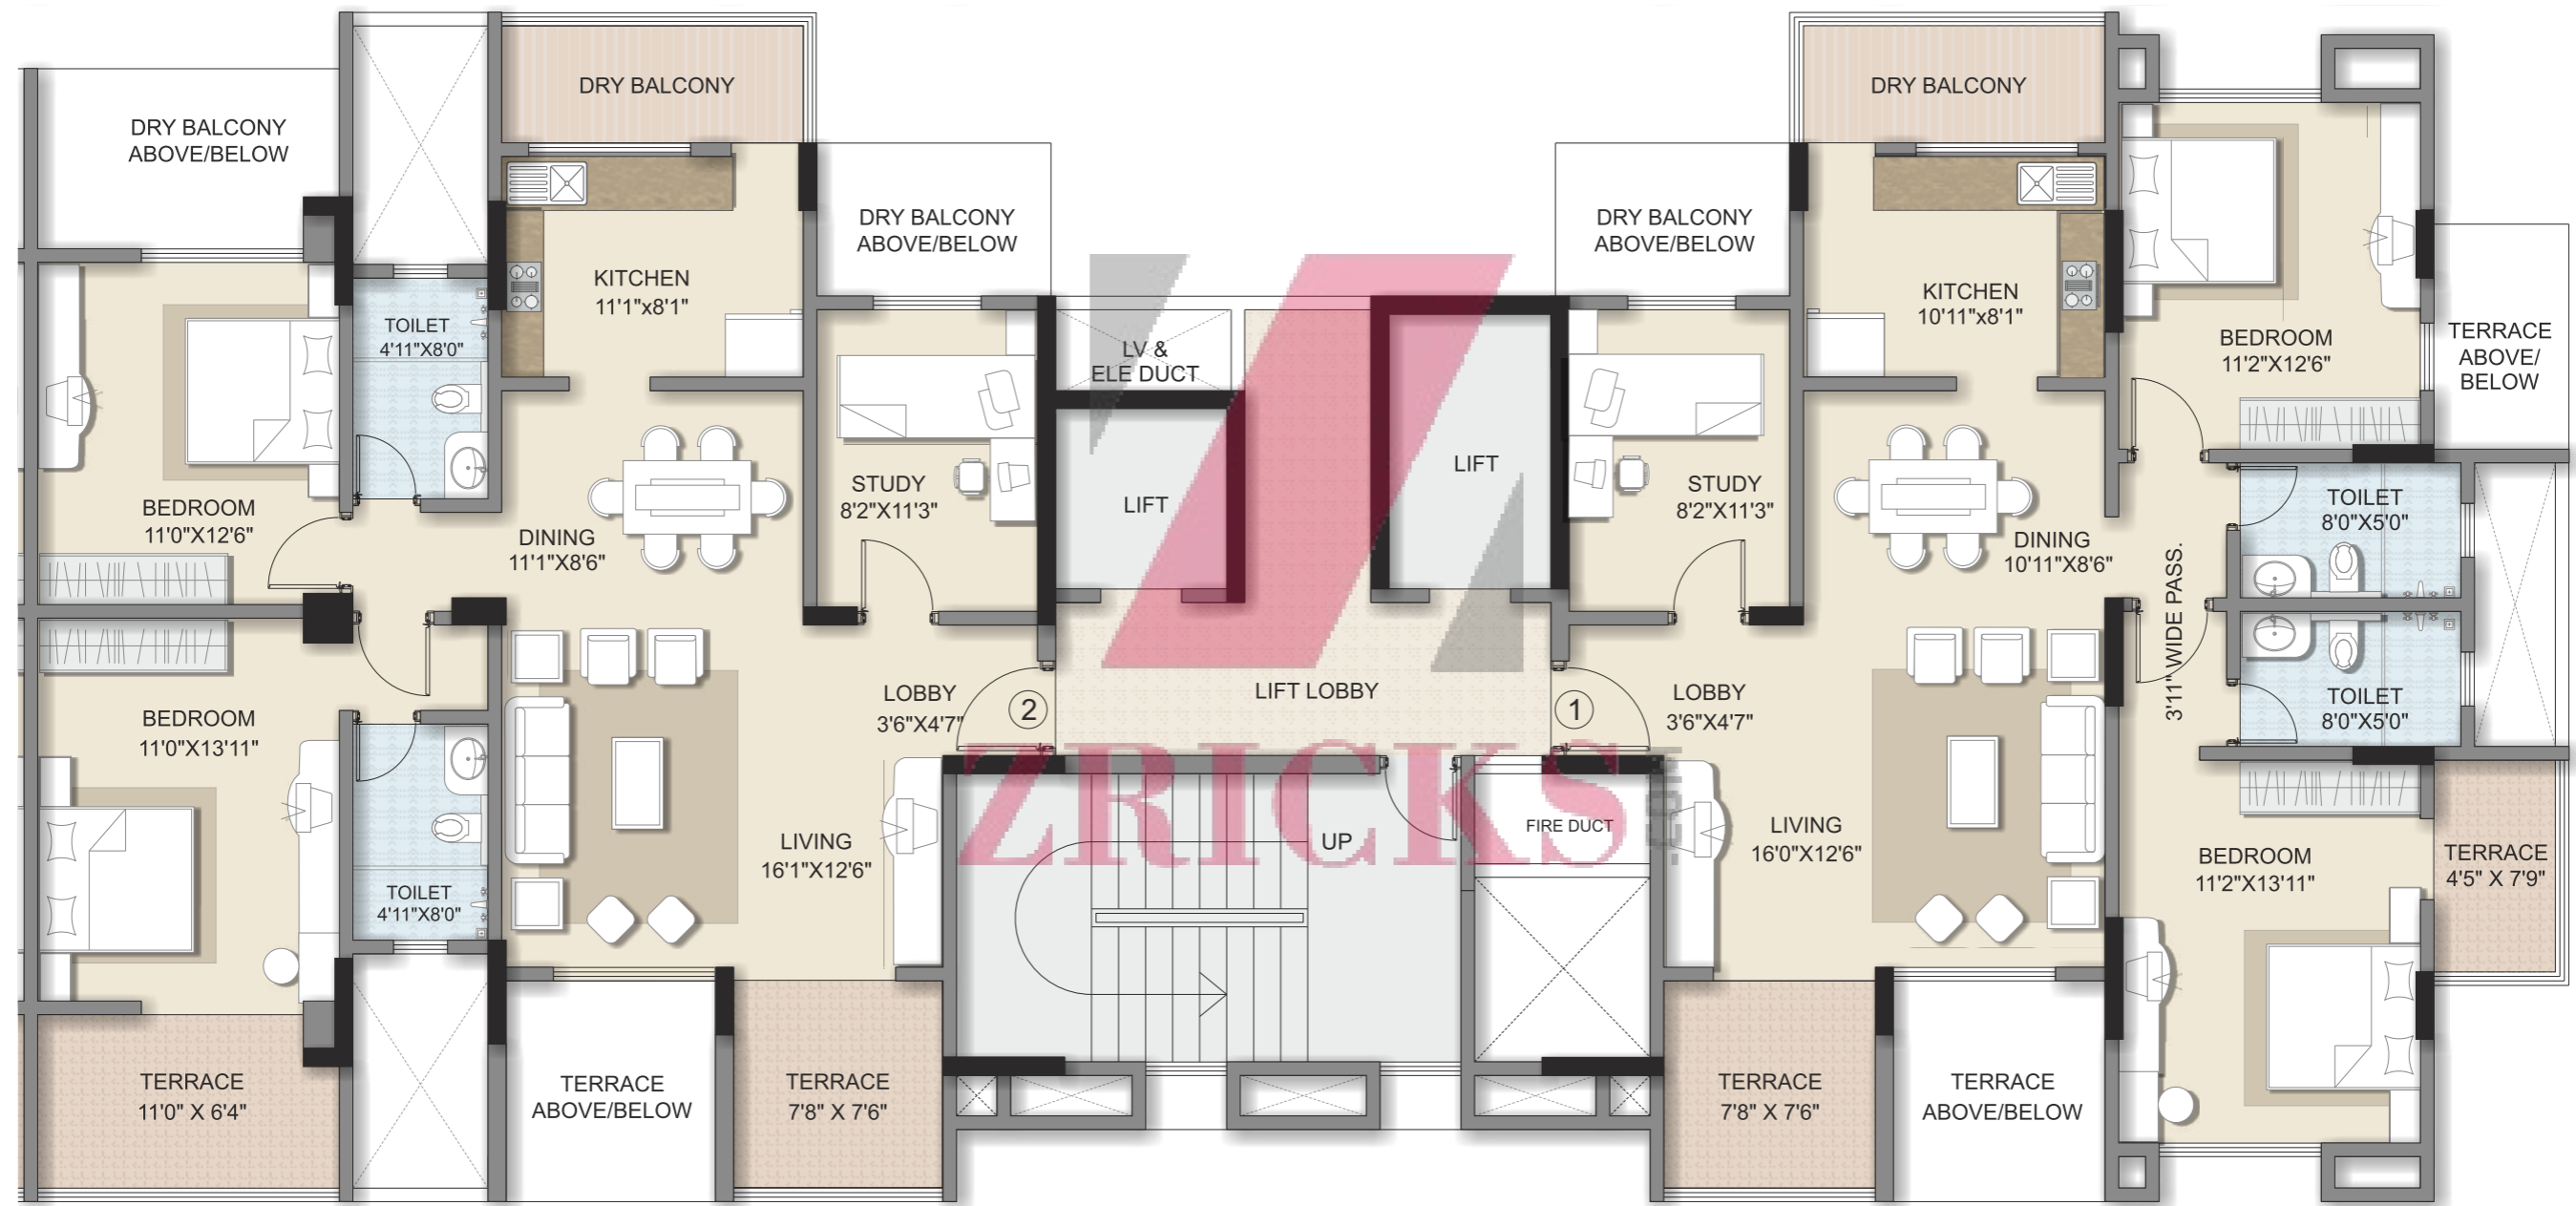 DRY BALCONY
ABOVE/BELOW
DRY BALCONY
DRY BALCONY
ABOVE/BELOW
DRY BALCONY
ABOVE/BELOW
DRY BALCONY
TOILET
4'11"X8'0"
KITCHEN
11'1"x8'1"
LV &
ELE DUCT
KITCHEN
10'11"x8'1"
BEDROOM
11'2"X12'6"
TERRACE
ABOVE/
BELOW
BEDROOM
11'0"X12'6"
DINING
11'1"X8'6"
STUDY
8'2"X11'3"
LIFT
LIFT
STUDY
8'2"X11'3"
DINING
10'11"X8'6"
TOILET
8'0"X5'0"
3'11" WIDE PASS.
TOILET
8'0"X5'0"
BEDROOM
11'0"X13'11"
LOBBY
3'6"X4'7"
2
LIFT LOBBY
1
LOBBY
3'6"X4'7"
ZRICKS
TOILET
4'11"X8'0"
LIVING
16'1"X12'6"
UP
FIRE DUCT
LIVING
16'0"X12'6"
BEDROOM
11'2"X13'11"
TERRACE
4'5" X 7'9"
TERRACE
11'0" X 6'4"
TERRACE
ABOVE/BELOW
TERRACE
7'8" X 7'6"
TERRACE
7'8" X 7'6"
TERRACE
ABOVE/BELOW